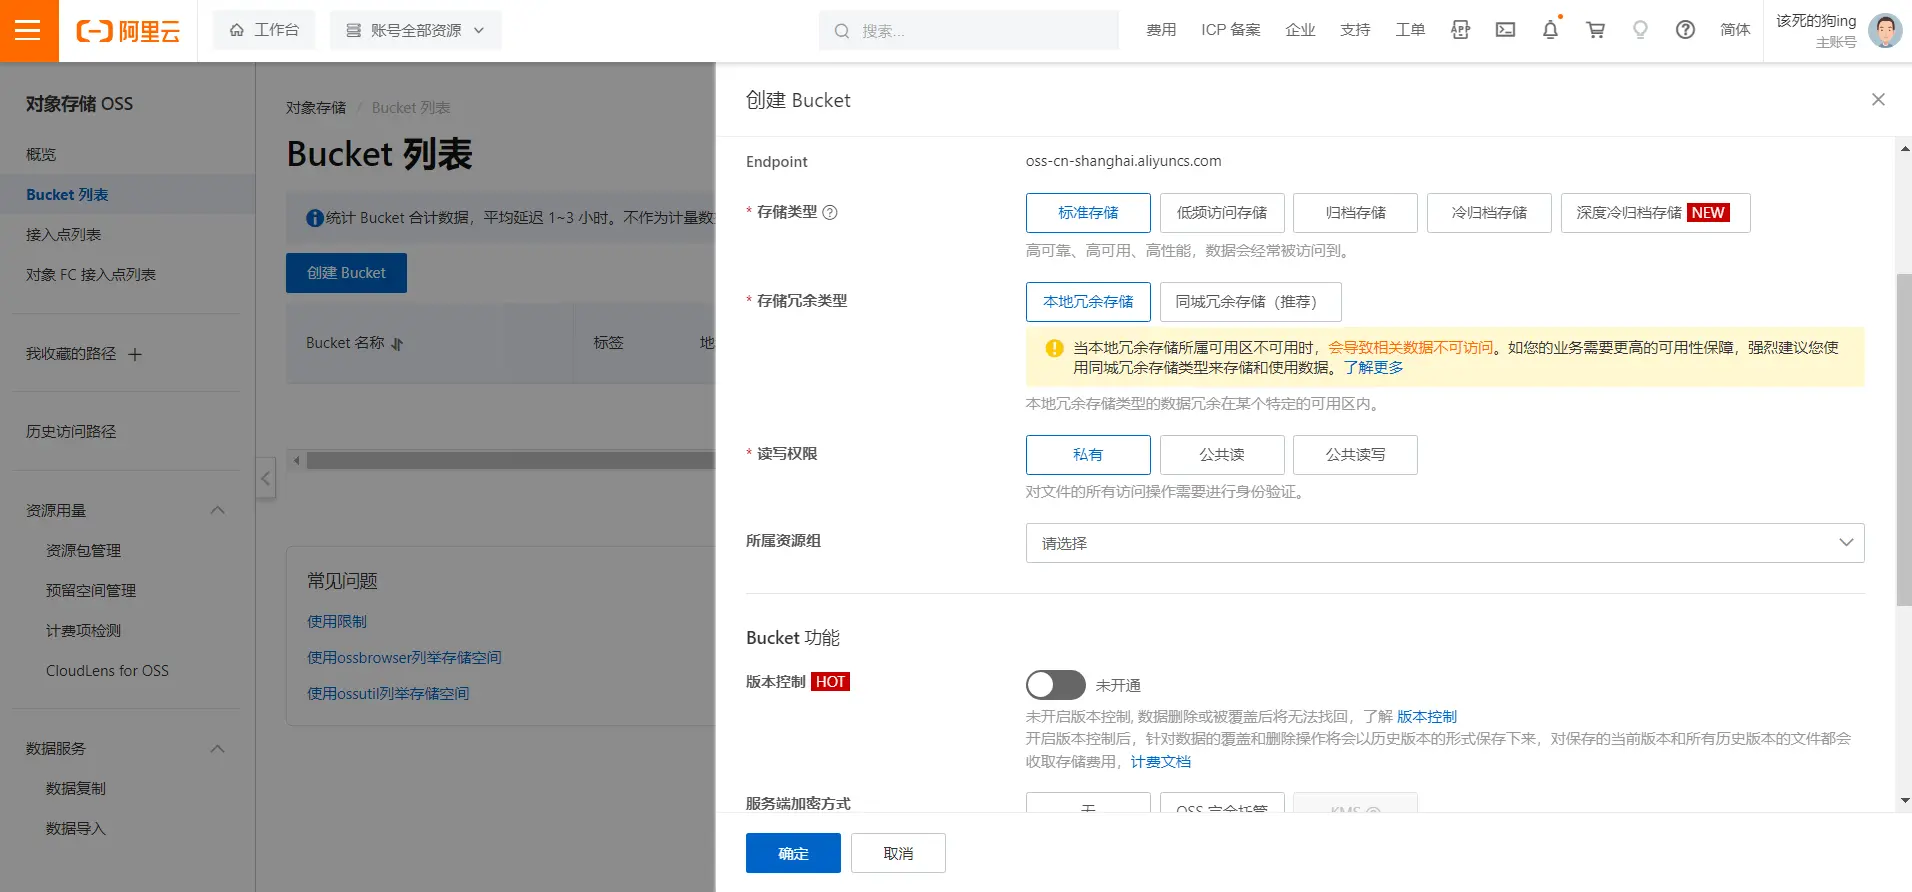 阿里云
工作台
账号全部资源
搜索...
费用
ICP 备案
企业
支持
工单
APP
简体
该死的狗ing
主账号
对象存储 OSS
概览
Bucket 列表
接入点列表
对象 FC 接入点列表
我收藏的路径
历史访问路径
资源用量
资源包管理
预留空间管理
计费项检测
CloudLens for OSS
数据服务
数据复制
数据导入
对象存储 / Bucket 列表
Bucket 列表
统计 Bucket 合计数据，平均延迟 1~3 小时。不作为计量数
创建 Bucket
Bucket 名称 标签 地
常见问题
使用限制
使用ossbrowser列举存储空间
使用ossutil列举存储空间
创建 Bucket
Endpoint oss-cn-shanghai.aliyuncs.com
* 存储类型 标准存储 低频访问存储 归档存储 冷归档存储 深度冷归档存储 NEW
高可靠、高可用、高性能，数据会经常被访问到。
* 存储冗余类型 本地冗余存储 同城冗余存储（推荐）
当本地冗余存储所属可用区不可用时，会导致相关数据不可访问。如您的业务需要更高的可用性保障，强烈建议您使
用同城冗余存储类型来存储和使用数据。了解更多
本地冗余存储类型的数据冗余在某个特定的可用区内。
* 读写权限 私有 公共读 公共读写
对文件的所有访问操作需要进行身份验证。
所属资源组 请选择
Bucket 功能
版本控制 HOT 未开通
未开启版本控制, 数据删除或被覆盖后将无法找回，了解 版本控制
开启版本控制后，针对数据的覆盖和删除操作将会以历史版本的形式保存下来，对保存的当前版本和所有历史版本的文件都会
收取存储费用，计费文档
服务端加密方式 无 OSS 完全托管 KMS
确定 取消